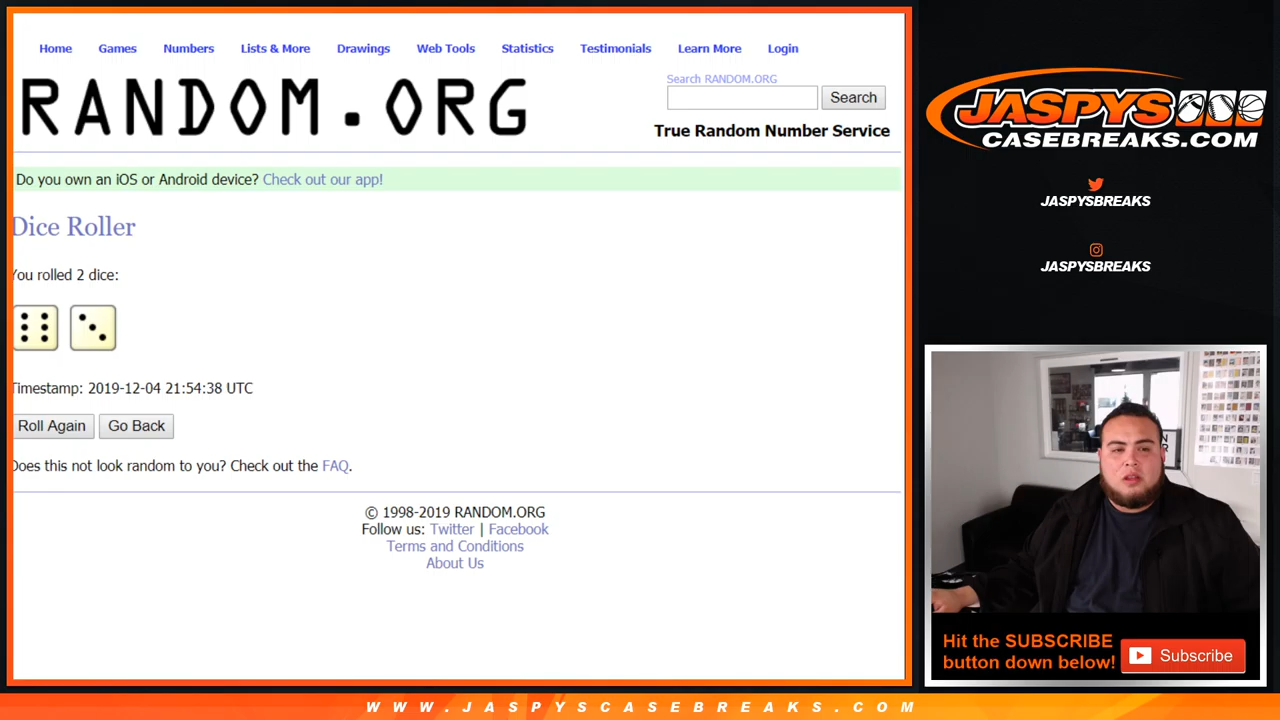 Home Games Numbers Lists & More Drawings Web Tools Statistics Testimonials Learn More Login
RANDOM.ORG
Search RANDOM.ORG
Search
True Random Number Service
Do you own an iOS or Android device? Check out our app!
Dice Roller
You rolled 2 dice:
Timestamp: 2019-12-04 21:54:38 UTC
Roll Again Go Back
Does this not look random to you? Check out the FAQ.
© 1998-2019 RANDOM.ORG
Follow us: Twitter | Facebook
Terms and Conditions
About Us
JASPYS
CASEBREAKS.COM
JASPYSBREAKS
JASPYSBREAKS
Hit the SUBSCRIBE
button down below!
Subscribe
WWW.JASPYSCASEBREAKS.COM